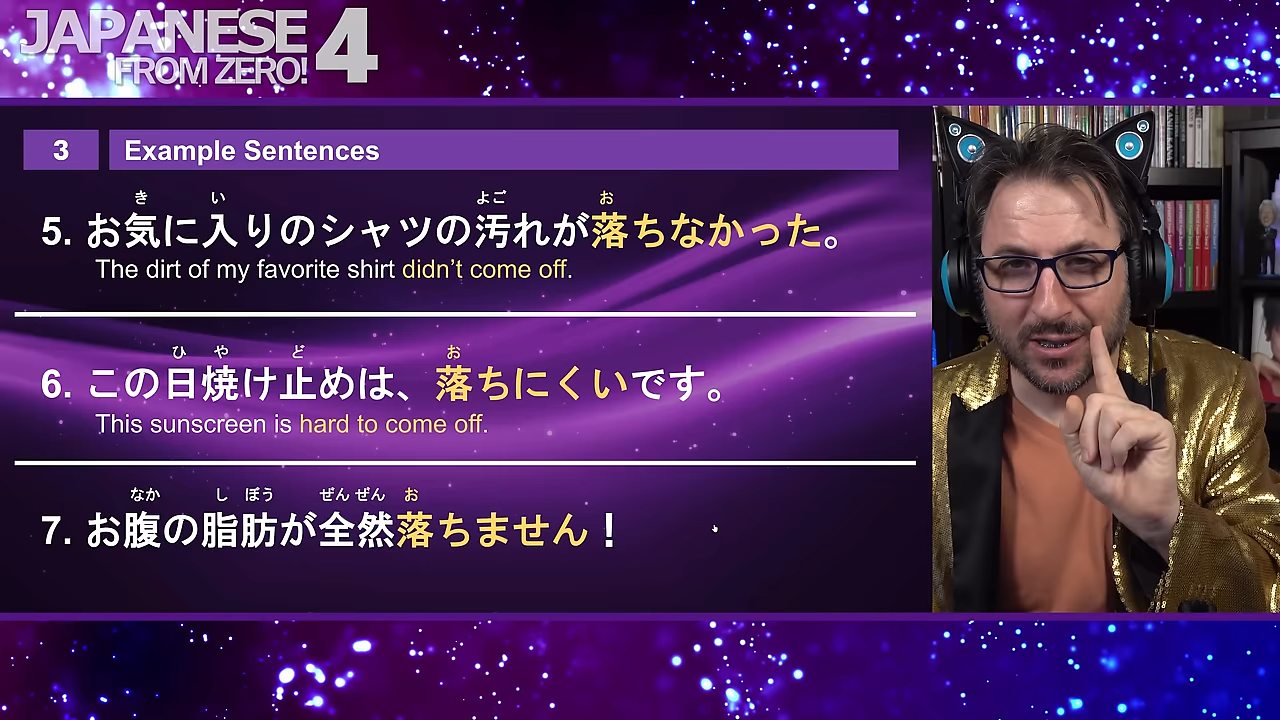 JAPANESE
FROM ZERO! 4
3 Example Sentences
き い よご お
5. お気に入りのシャツの汚れが落ちなかった。
The dirt of my favorite shirt didn’t come off.
ひ や ど お
6. この日焼け止めは、落ちにくいです。
This sunscreen is hard to come off.
なか し ぼう ぜん ぜん お
7. お腹の脂肪が全然落ちません！